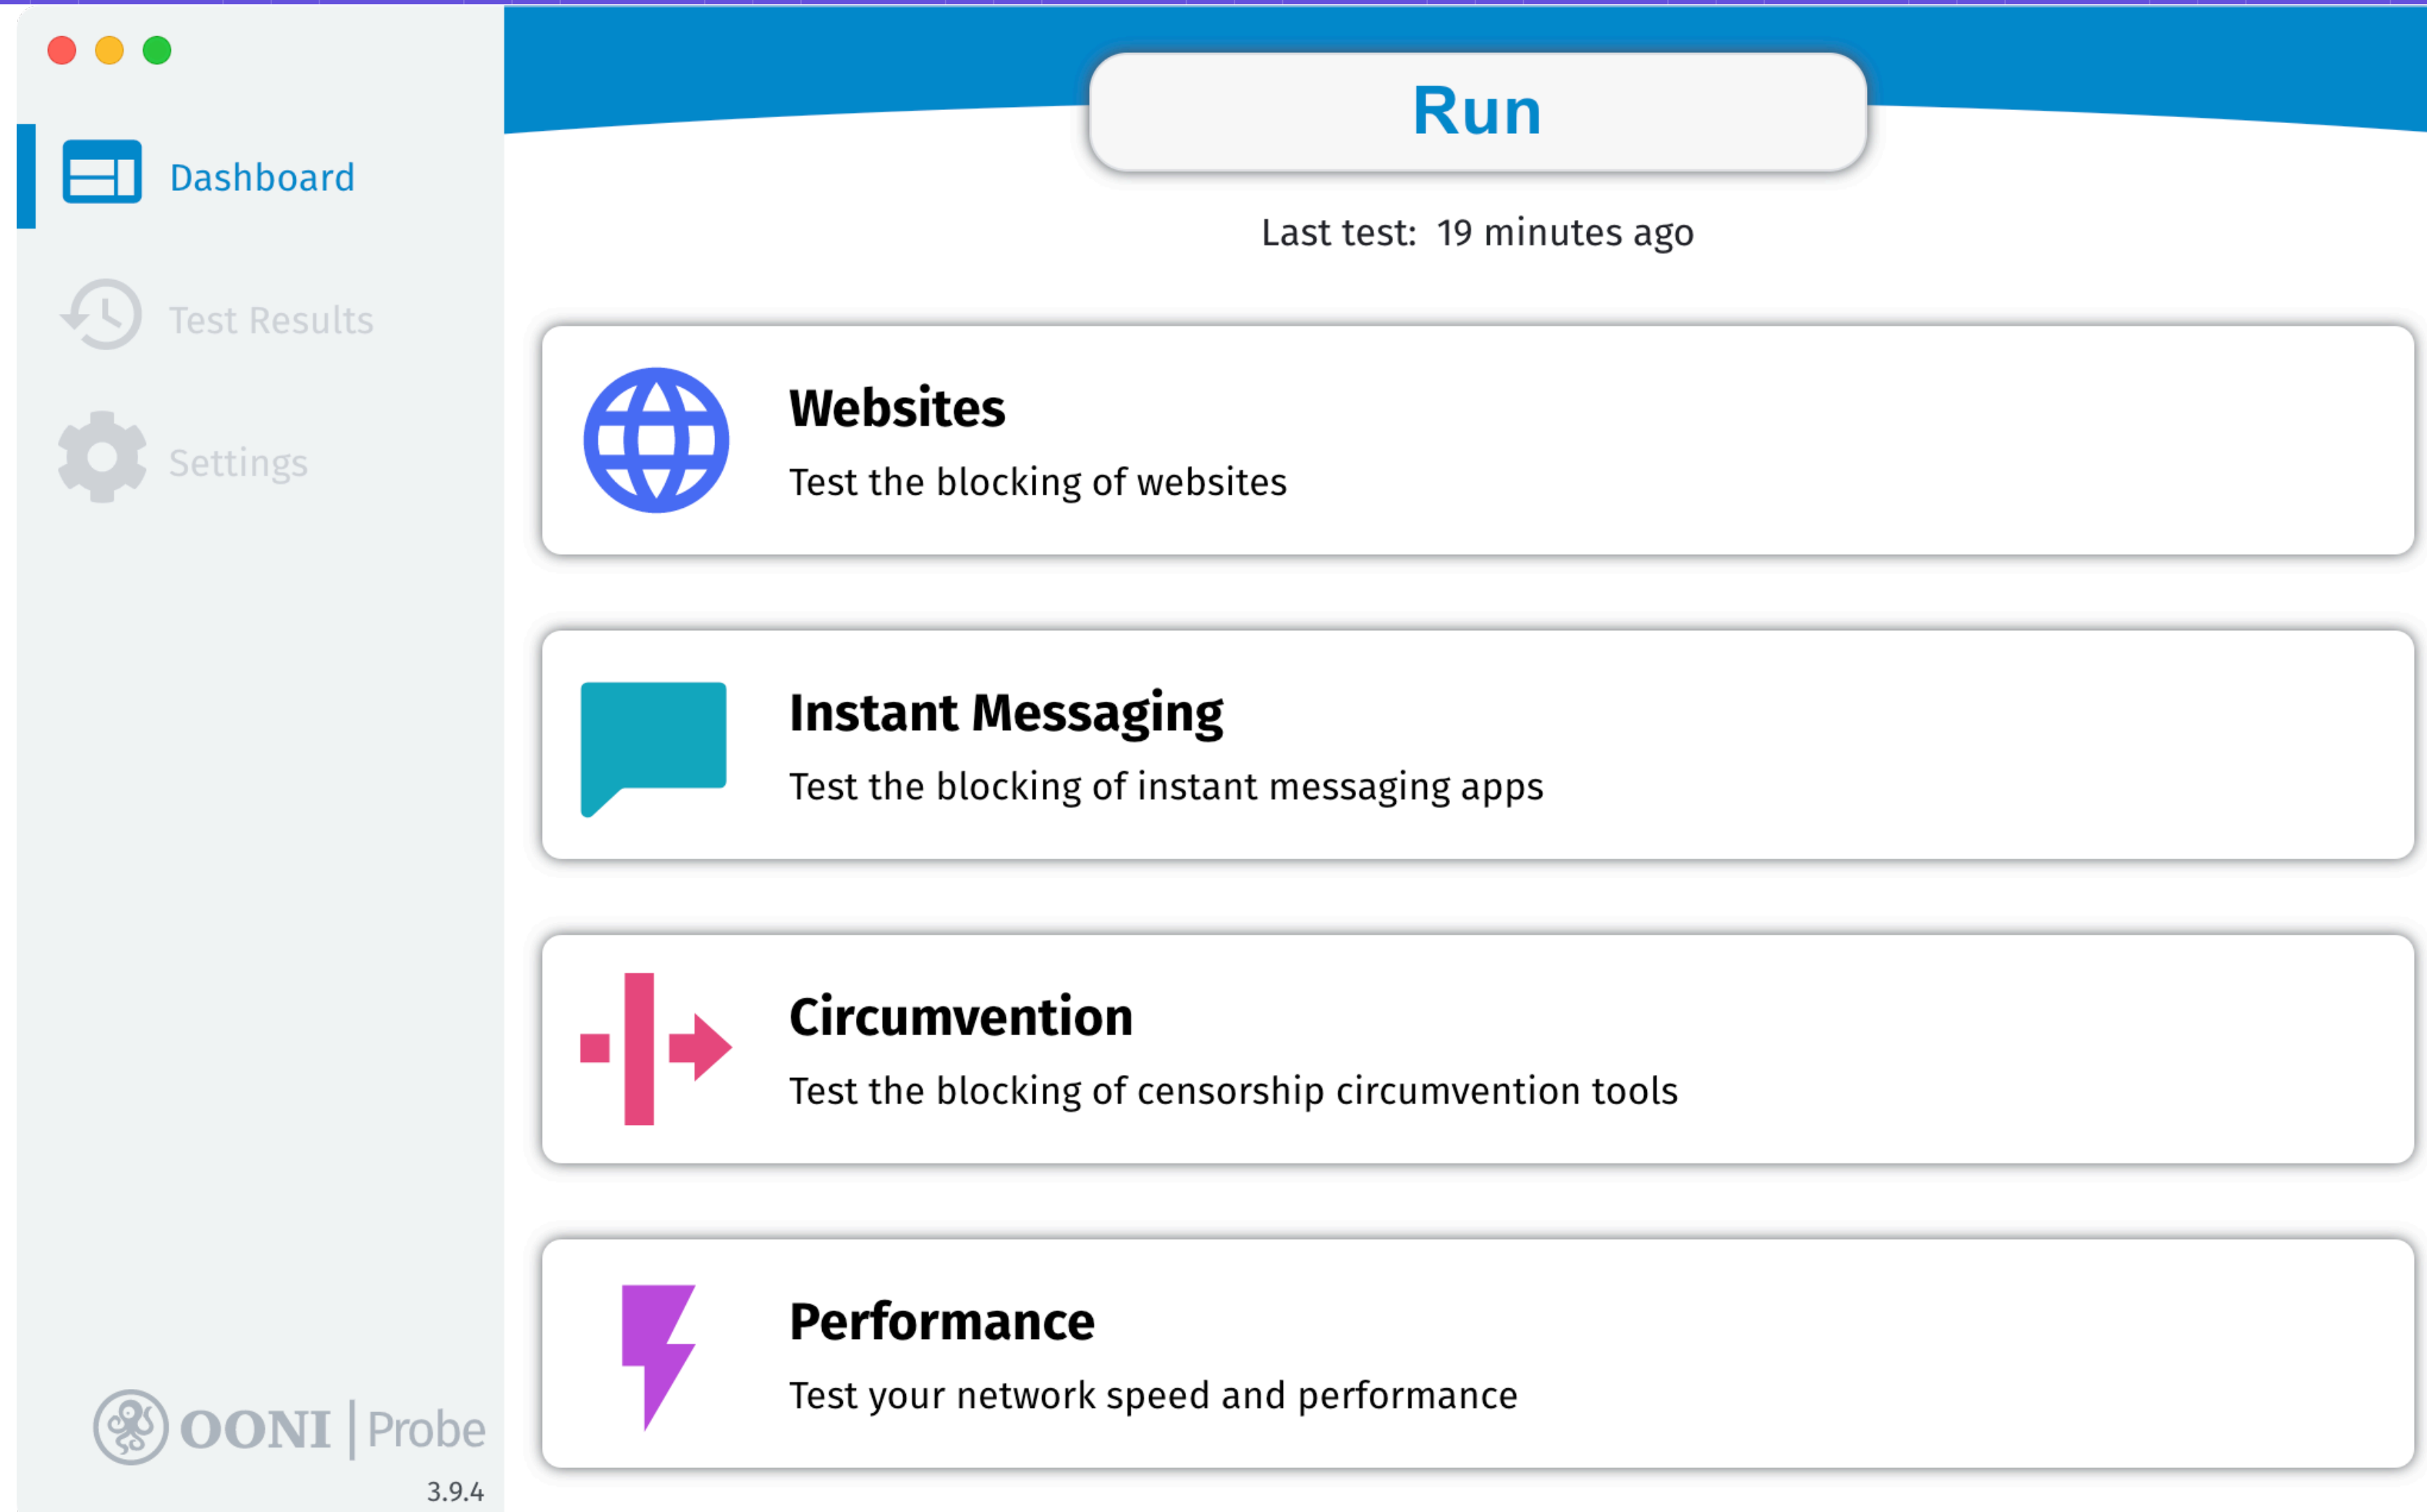 Dashboard
Test Results
Settings
OONI | Probe
3.9.4
Run
Last test: 19 minutes ago
Websites
Test the blocking of websites
Instant Messaging
Test the blocking of instant messaging apps
Circumvention
Test the blocking of censorship circumvention tools
Performance
Test your network speed and performance